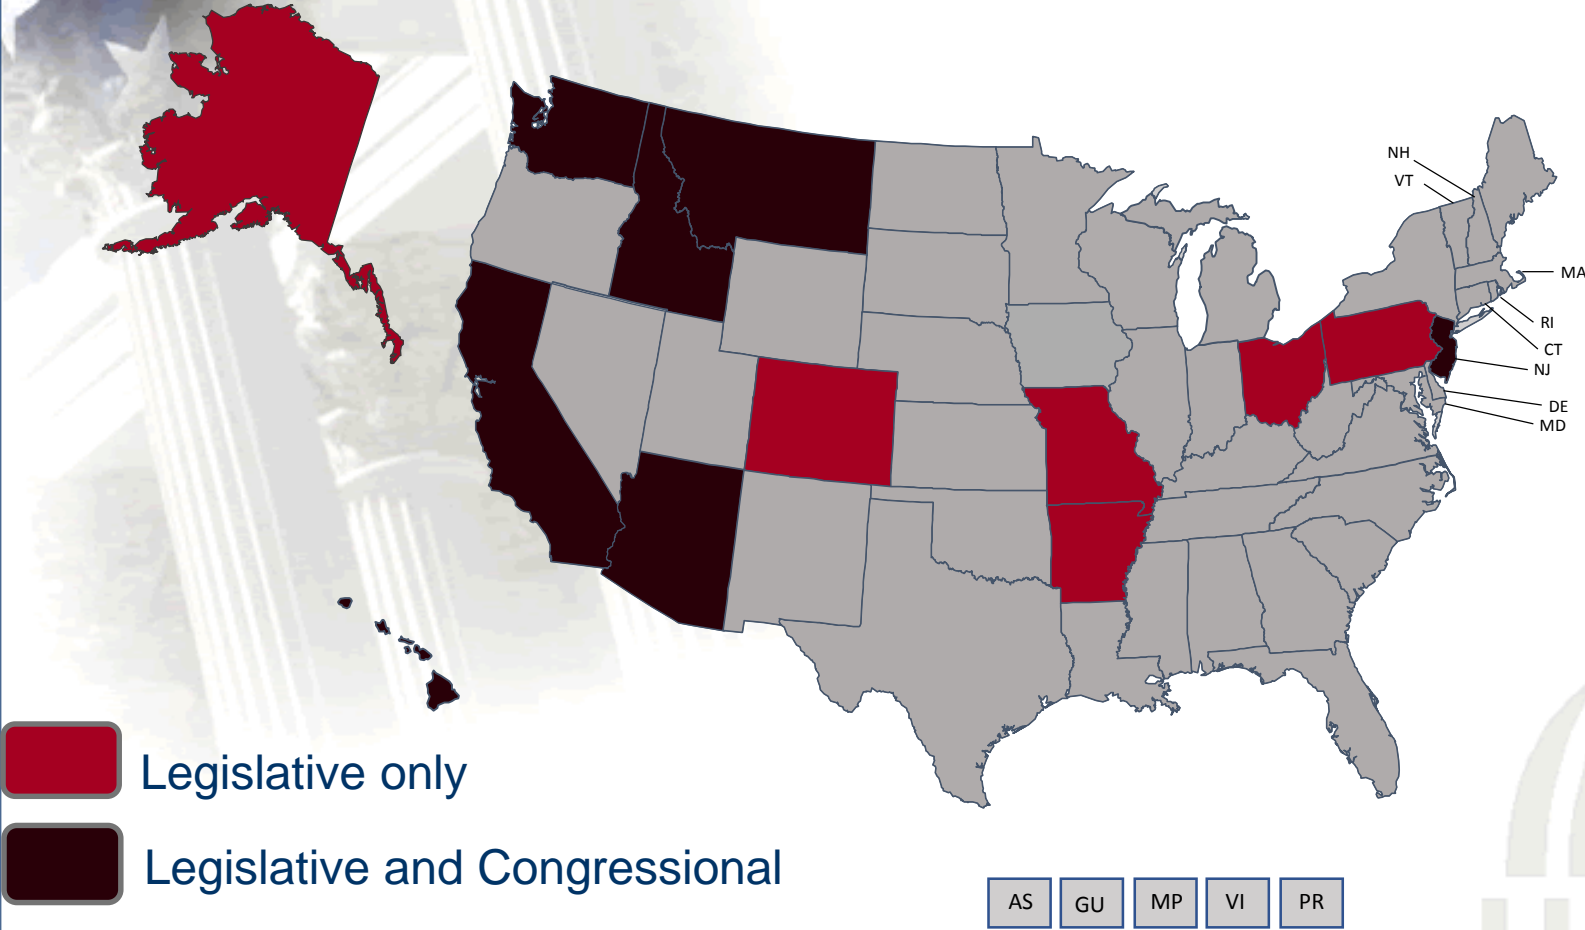 NH
VT
MA
RI
CT
NJ
DE
MD
Legislative only
Legislative and Congressional
AS
GU
MP
VI
PR